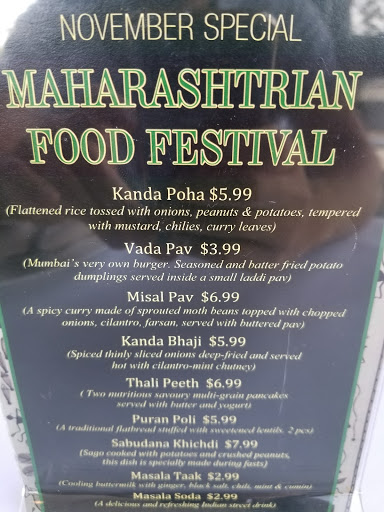 NOVEMBER SPECIAL
MAHARASHTRIAN
FOOD FESTIVAL
Kanda Poha $5.99
(Flattened rice tossed with onions, peanuts & potatoes, tempered
with mustard, chilies, curry leaves)
Vada Pav $3.99
(Mumbai's very own burger. Seasoned and batter fried potato
dumplings served inside a small laddi pav)
Misal Pav $6.99
(A spicy curry made of sprouted moth beans topped with chopped
onions, cilantro, farsan, served with buttered pav)
Kanda Bhaji $5.99
(Spiced thinly sliced onions deep-fried and served
hot with cilantro-mint chutney)
Thali Peeth $6.99
( Two nutritious savoury multi-grain pancakes
served with butter and yogurt)
Puran Poli $5.99
(A traditional flatbread stuffed with sweetened lentils. 2 pcs)
Sabudana Khichdi $7.99
(Sago cooked with potatoes and crushed peanuts,
this dish is specially made during fasts)
Masala Taak $2.99
(Cooling buttermilk with ginger, black salt, chili, mint & cumin)
Masala Soda $2.99
(A delicious and refreshing Indian street drink)